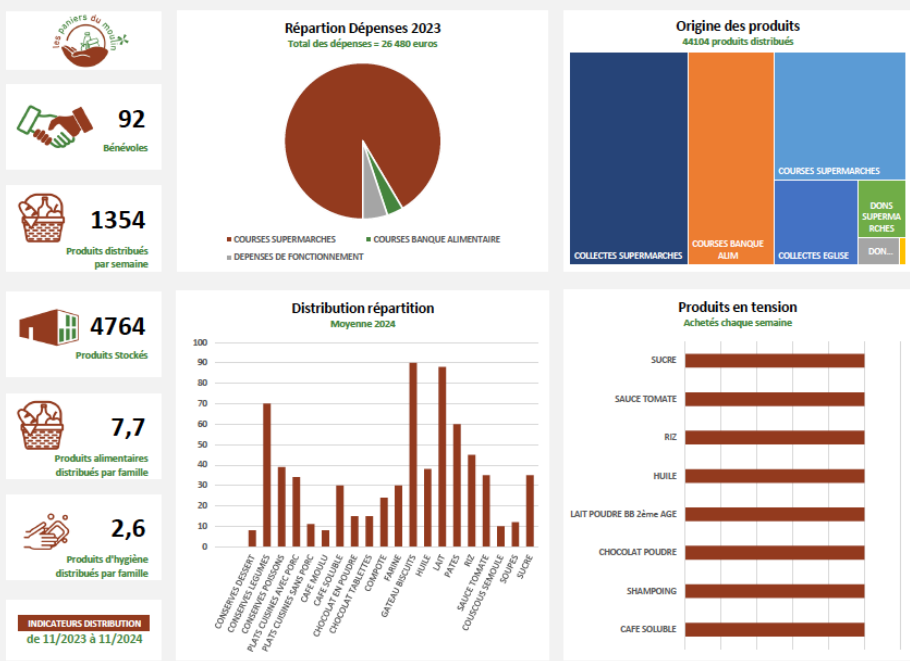 les paniers du moulin
92
Bénévoles
1354
Produits distribués
par semaine
4764
Produits Stockés
7,7
Produits alimentaires
distribués par famille
2,6
Produits d'hygiène
distribués par famille
INDICATEURS DISTRIBUTION
de 11/2023 à 11/2024
Répartion Dépenses 2023
Total des dépenses = 26 480 euros
COURSES SUPERMARCHES
COURSES BANQUE ALIMENTAIRE
DEPENSES DE FONCTIONNEMENT
Origine des produits
44104 produits distribués
COLLECTES SUPERMARCHES
COURSES BANQUE
ALIM
COURSES SUPERMARCHES
COLLECTES EGLISE
DONS
SUPERMA
RCHES
DON...
Distribution répartition
Moyenne 2024
100
90
80
70
60
50
40
30
20
10
0
CONSERVES DESSERT
CONSERVES LEGUMES
CONSERVES POISSONS
PLATS CUISINES AVEC PORC
PLATS CUISINES SANS PORC
CAFE MOULU
CAFE SOLUBLE
CHOCOLAT EN POUDRE
CHOCOLAT TABLETTES
COMPOTE
FARINE
GATEAU BISCUITS
HUILE
LAIT
PATES
RIZ
SAUCE TOMATE
COUSCOUS SEMOULE
SOUPES
SUCRE
Produits en tension
Achetés chaque semaine
SUCRE
SAUCE TOMATE
RIZ
HUILE
LAIT POUDRE BB 2ème AGE
CHOCOLAT POUDRE
SHAMPOING
CAFE SOLUBLE